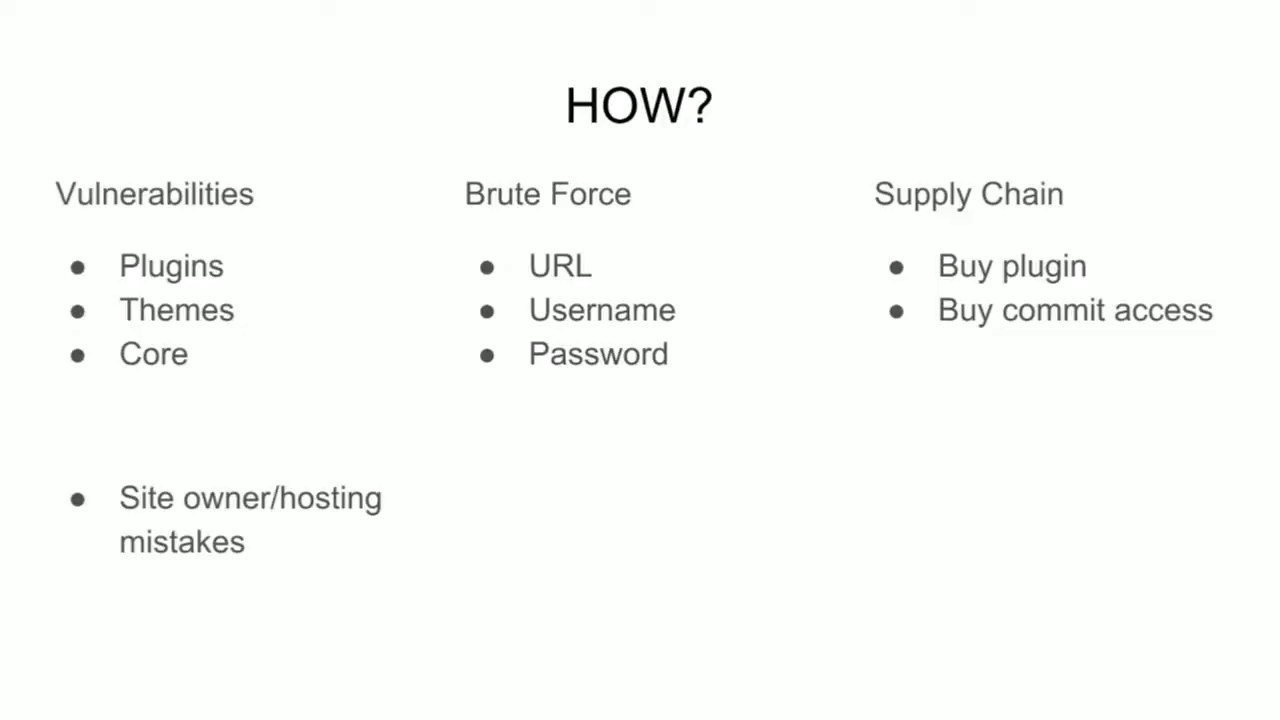 HOW?
Vulnerabilities
● Plugins
● Themes
● Core
● Site owner/hosting
mistakes
Brute Force
● URL
● Username
● Password
Supply Chain
● Buy plugin
● Buy commit access